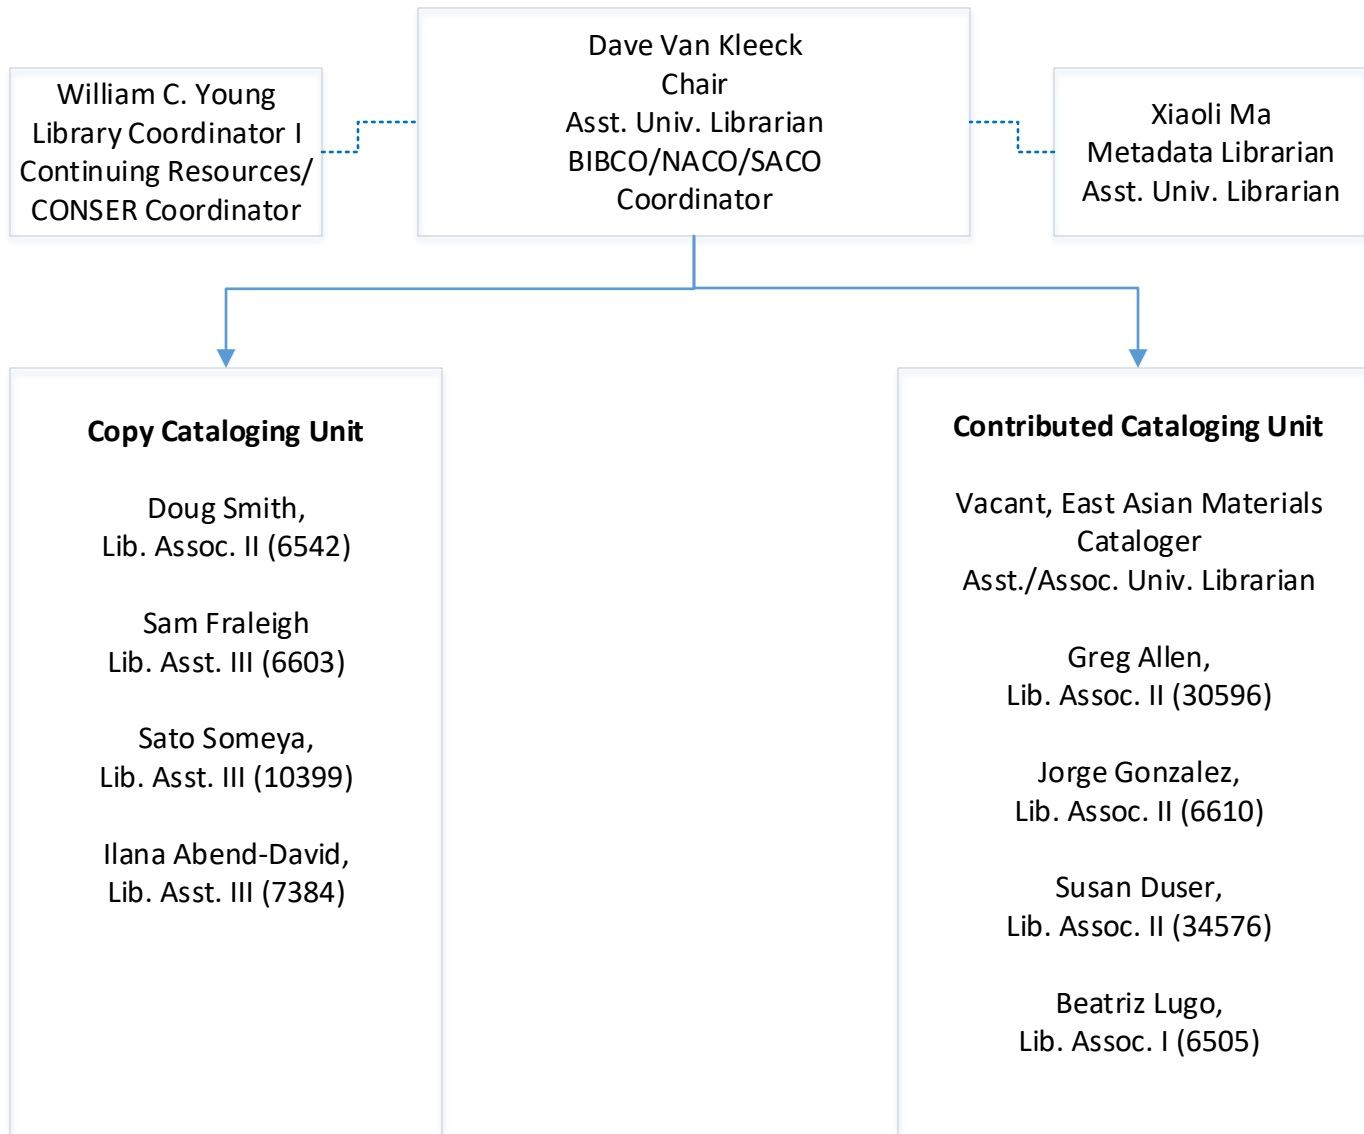 William C. Young
Library Coordinator I
Continuing Resources/
CONSER Coordinator
Dave Van Kleeck
Chair
Asst. Univ. Librarian
BIBCO/NACO/SACO
Coordinator
Xiaoli Ma
Metadata Librarian
Asst. Univ. Librarian
Copy Cataloging Unit
Doug Smith,
Lib. Assoc. II (6542)
Sam Fraleigh
Lib. Asst. III (6603)
Sato Someya,
Lib. Asst. III (10399)
Ilana Abend-David,
Lib. Asst. III (7384)
Contributed Cataloging Unit
Vacant, East Asian Materials
Cataloger
Asst./Assoc. Univ. Librarian
Greg Allen,
Lib. Assoc. II (30596)
Jorge Gonzalez,
Lib. Assoc. II (6610)
Susan Duser,
Lib. Assoc. II (34576)
Beatriz Lugo,
Lib. Assoc. I (6505)